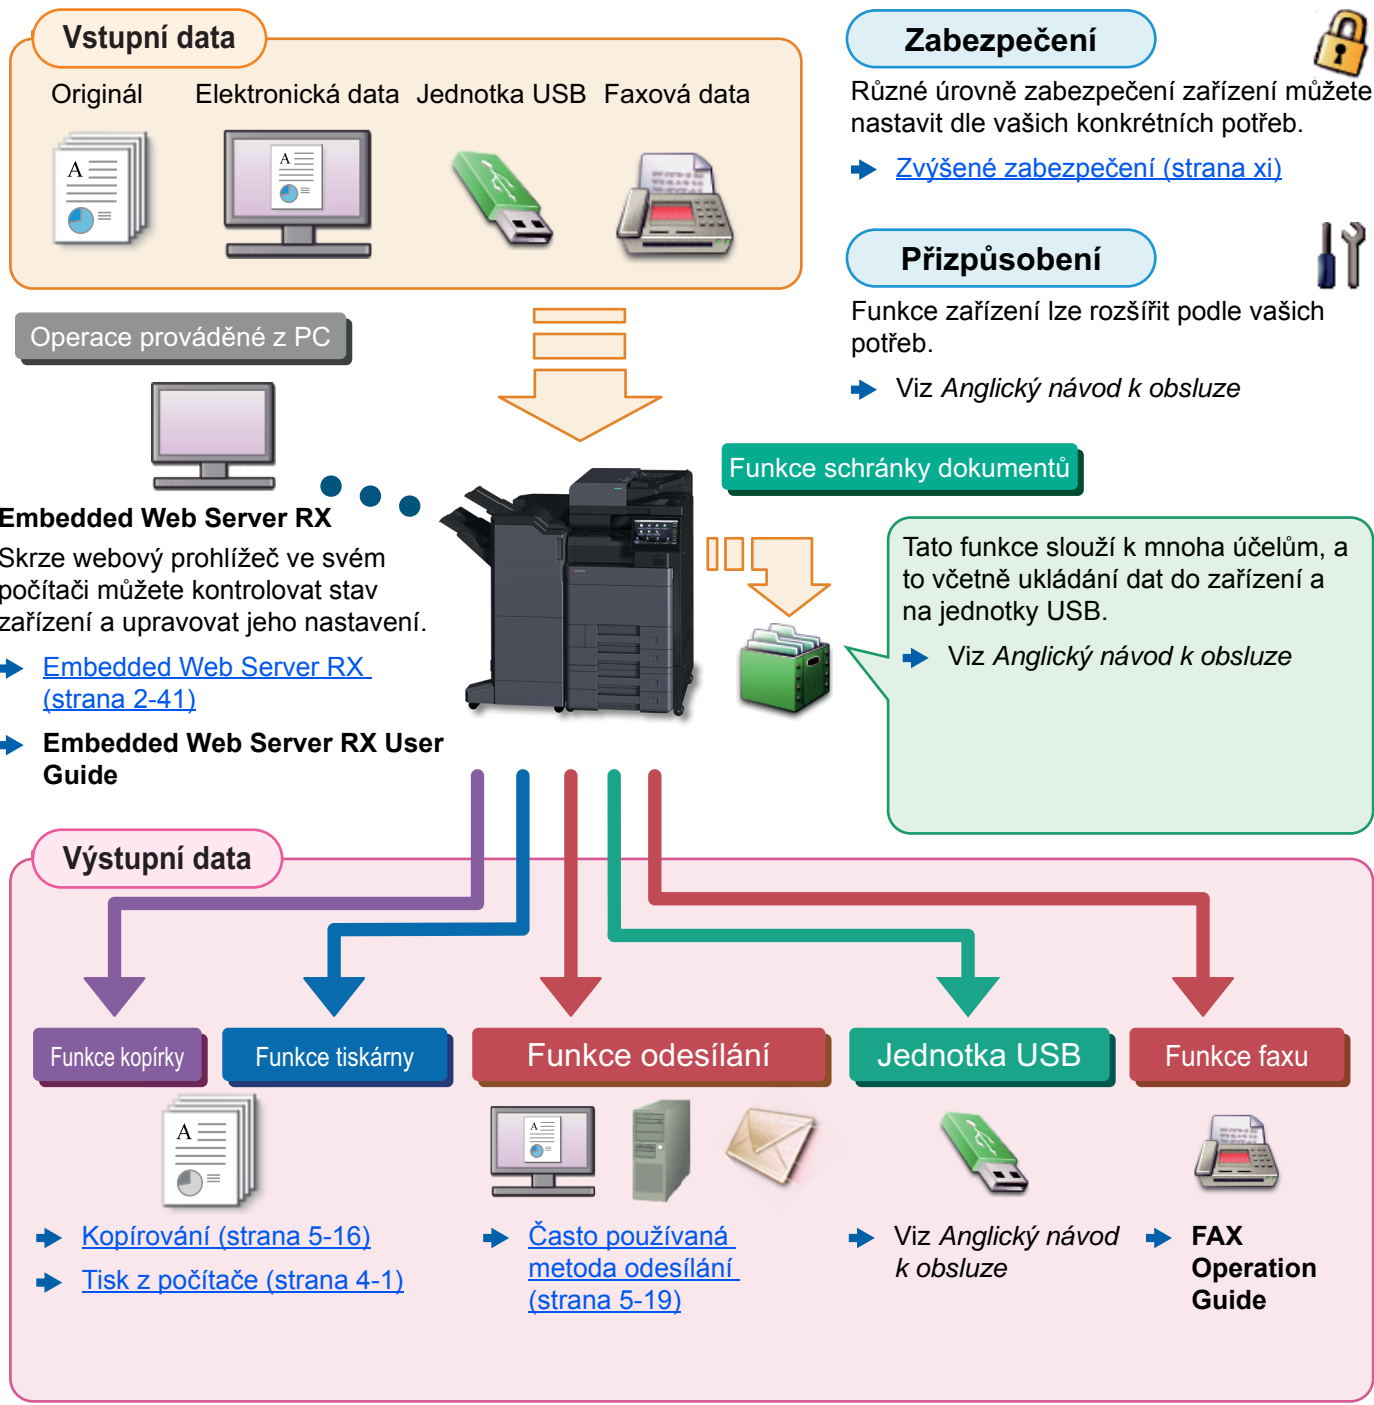 Vstupní data
Originál
Elektronická data
Jednotka USB
Faxová data
Zabezpečení
Různé úrovně zabezpečení zařízení můžete
nastavit dle vašich konkrétních potřeb.
Zvýšené zabezpečení (strana xi)
Přizpůsobení
Funkce zařízení lze rozšířit podle vašich
potřeb.
Viz Anglický návod k obsluze
Operace prováděné z PC
Embedded Web Server RX
Skrze webový prohlížeč ve svém
počítači můžete kontrolovat stav
zařízení a upravovat jeho nastavení.
Embedded Web Server RX
(strana 2-41)
Embedded Web Server RX User
Guide
Funkce schránky dokumentů
Tato funkce slouží k mnoha účelům, a
to včetně ukládání dat do zařízení a
na jednotky USB.
Viz Anglický návod k obsluze
Výstupní data
Funkce kopírky
Funkce tiskárny
Funkce odesílání
Jednotka USB
Funkce faxu
Kopírování (strana 5-16)
Tisk z počítače (strana 4-1)
Často používaná
metoda odesílání
(strana 5-19)
Viz Anglický návod
k obsluze
FAX
Operation
Guide